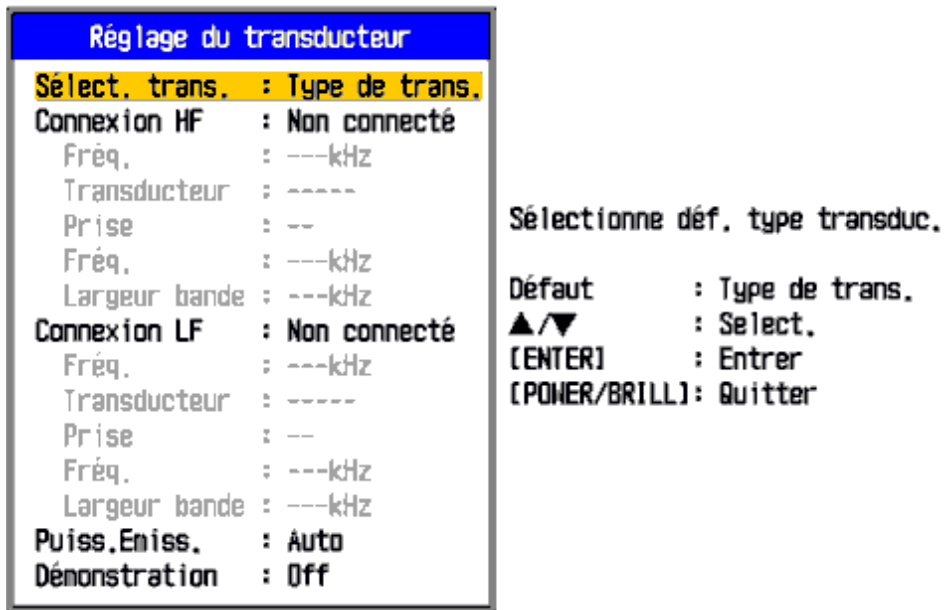 Réglage du transducteur
Sélect. trans. : Type de trans.
Connexion HF : Non connecté
Fréq. : ---kHz
Transducteur : -----
Prise : --
Fréq. : ---kHz
Largeur bande : ---kHz
Connexion LF : Non connecté
Fréq. : ---kHz
Transducteur : -----
Prise : --
Fréq. : ---kHz
Largeur bande : ---kHz
Puiss.Emiss. : Auto
Démonstration : Off
Sélectionne déf. type transduc.
Défaut : Type de trans.
▲/▼ : Select.
[ENTER] : Entrer
[POWER/BRILL]: Quitter